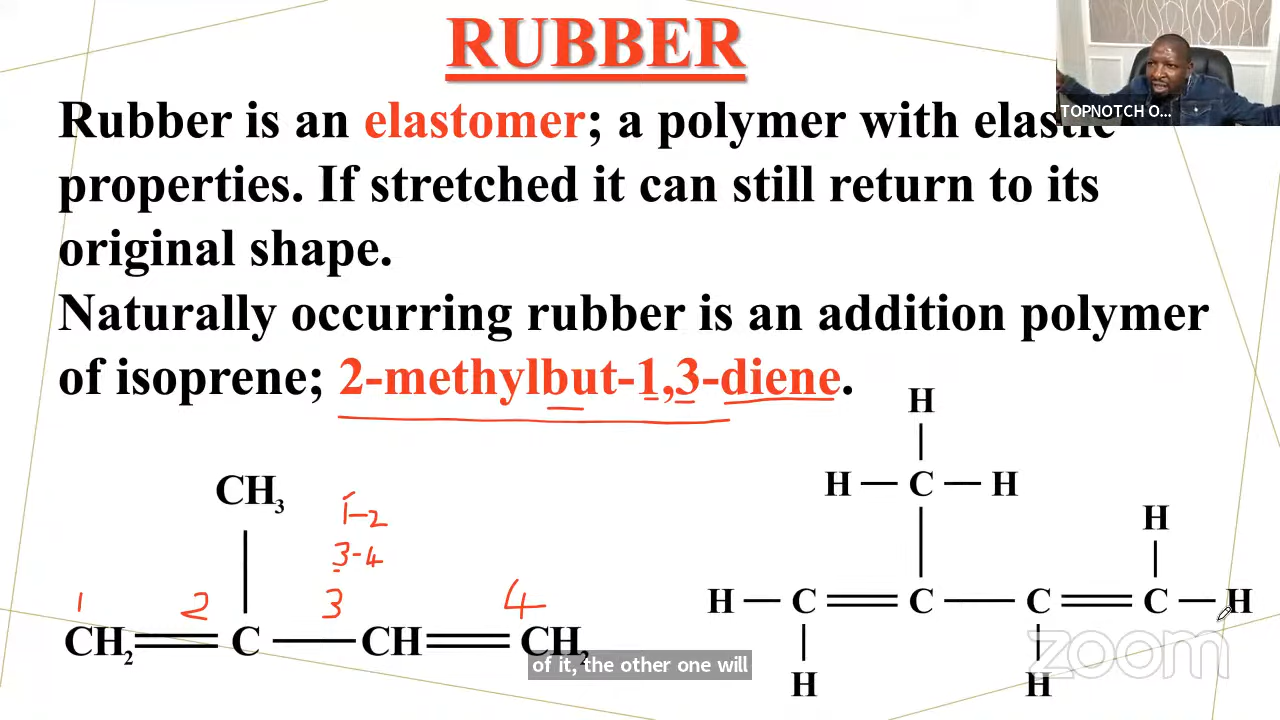 RUBBER
TOPNOTCH O...
Rubber is an elastomer; a polymer with elastic
properties. If stretched it can still return to its
original shape.
Naturally occurring rubber is an addition polymer
of isoprene; 2-methylbut-1,3-diene.
H
CH3
H C H
1-2
H
3-4
1 2 3 4
H C C C C H
CH2 C CH CH2
of it, the other one will
zoom
H H